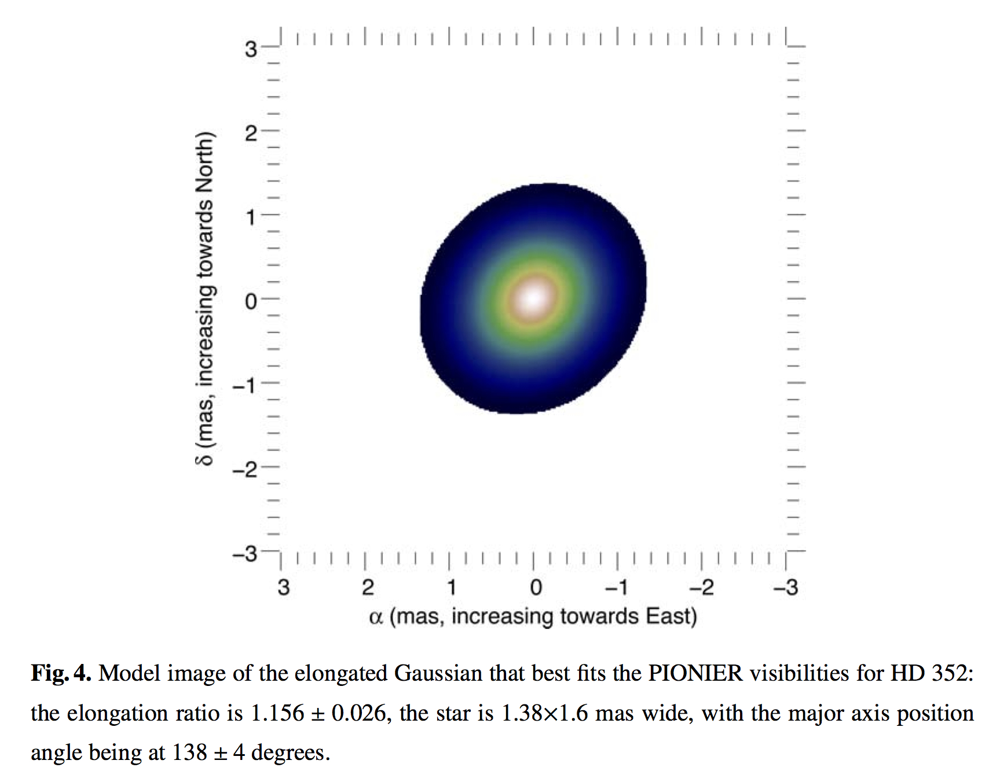 3
2
1
0
−1
−2
−3
δ (mas, increasing towards North)
3 2 1 0 −1 −2 −3
α (mas, increasing towards East)
Fig. 4. Model image of the elongated Gaussian that best fits the PIONIER visibilities for HD 352:
the elongation ratio is 1.156 ± 0.026, the star is 1.38×1.6 mas wide, with the major axis position
angle being at 138 ± 4 degrees.